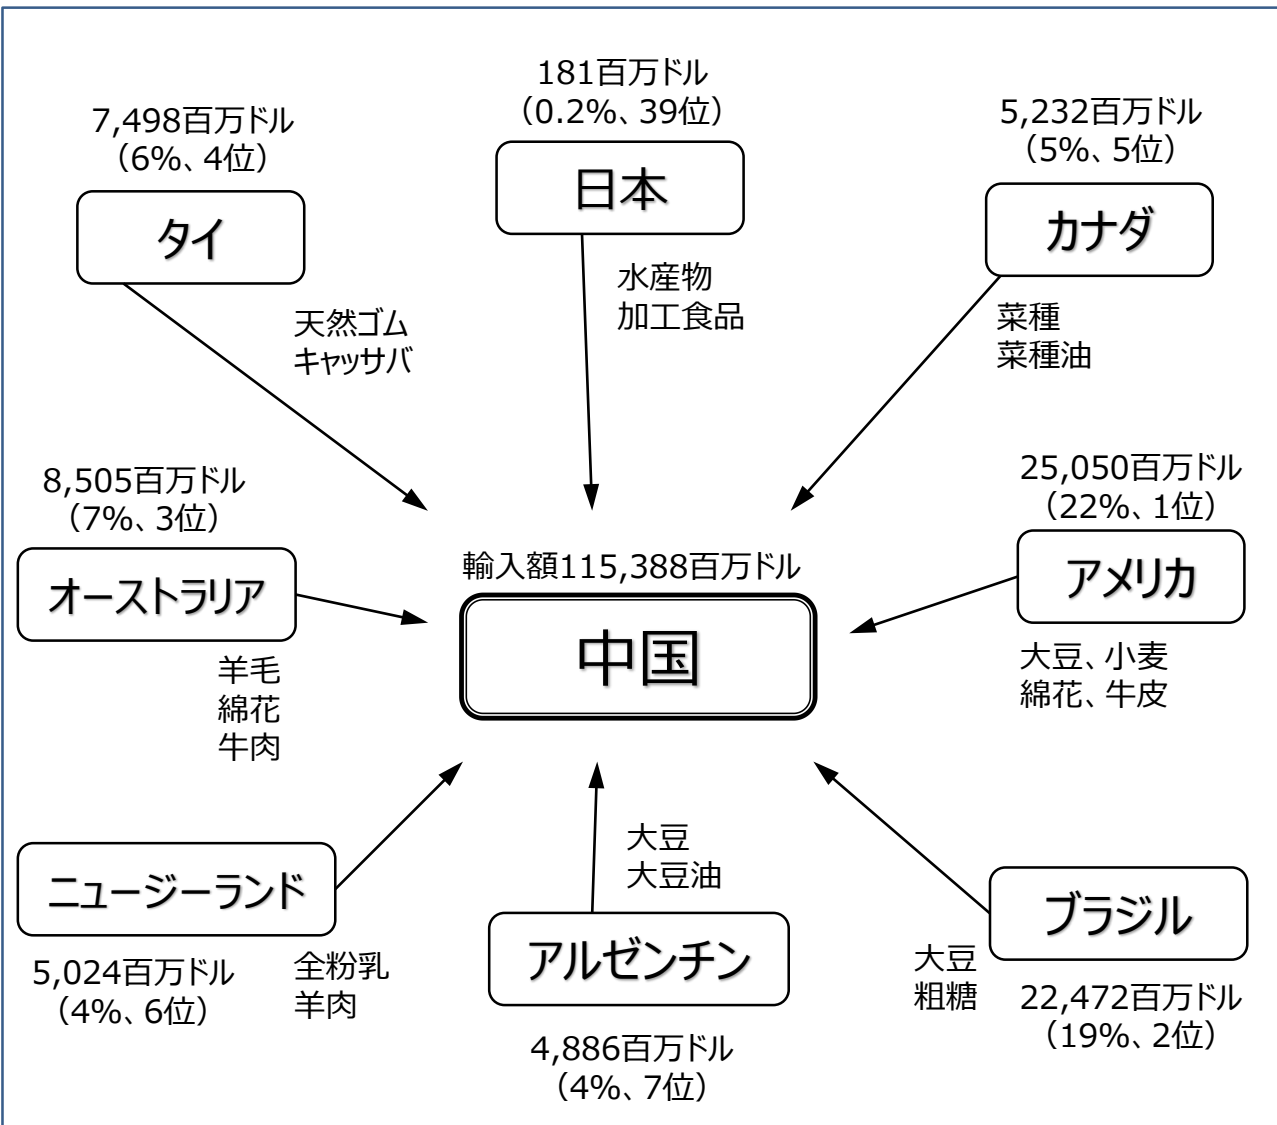 181百万ドル
（0.2%、39位）
日本
水産物
加工食品
7,498百万ドル
（6%、4位）
タイ
天然ゴム
キャッサバ
5,232百万ドル
（5%、5位）
カナダ
菜種
菜種油
8,505百万ドル
（7%、3位）
オーストラリア
羊毛
綿花
牛肉
輸入額115,388百万ドル
中国
25,050百万ドル
（22%、1位）
アメリカ
大豆、小麦
綿花、牛皮
ニュージーランド
5,024百万ドル
（4%、6位）
全粉乳
羊肉
大豆
大豆油
アルゼンチン
4,886百万ドル
（4%、7位）
ブラジル
大豆
粗糖
22,472百万ドル
（19%、2位）